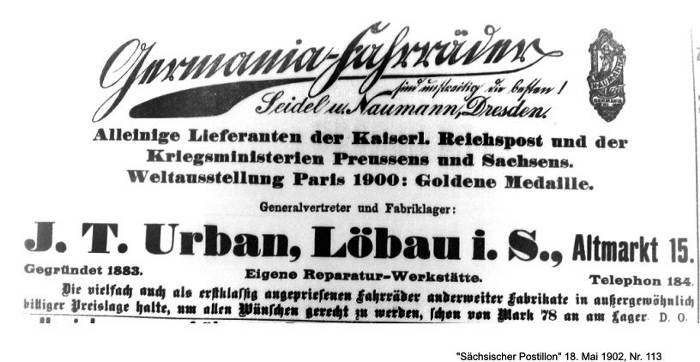 Germania-Fahrräder
sind unstreitig die besten!
Seidel u. Naumann, Dresden.
Alleinige Lieferanten der Kaiserl. Reichspost und der
Kriegsministerien Preussens und Sachsens.
Weltausstellung Paris 1900: Goldene Medaille.
Generalvertreter und Fabriklager:
J. T. Urban, Löbau i. S., Altmarkt 15.
Gegründet 1883. Eigene Reparatur-Werkstätte. Telephon 184.
Die vielfach auch als erstklassig angepriesenen Fahrräder anderweiter Fabrikate in außergewöhnlich
billiger Preislage halte, um allen Wünschen gerecht zu werden, schon von Mark 78 an am Lager D. O.
"Sächsischer Postillon" 18. Mai 1902, Nr. 113